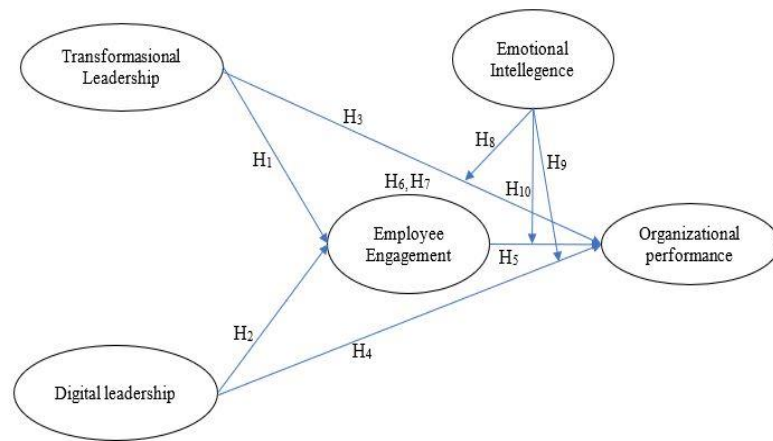 Transformasional
Leadership
Emotional
Intellegence
H3
H8
H9
H1
H6, H7
H10
Employee
Engagement
Organizational
performance
H5
H2
H4
Digital leadership